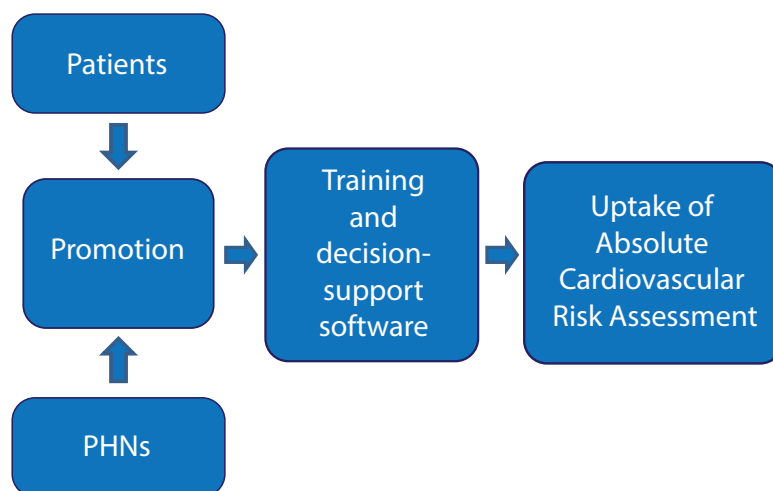 Patients
Promotion
PHNs
Training
and
decision-
support
software
Uptake of
Absolute
Cardiovascular
Risk Assessment